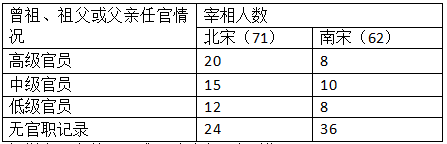 曾祖、祖父或父亲任官情况 宰相人数
北宋（71） 南宋（62）
高级官员 20 8
中级官员 15 10
低级官员 12 8
无官职记录 24 36